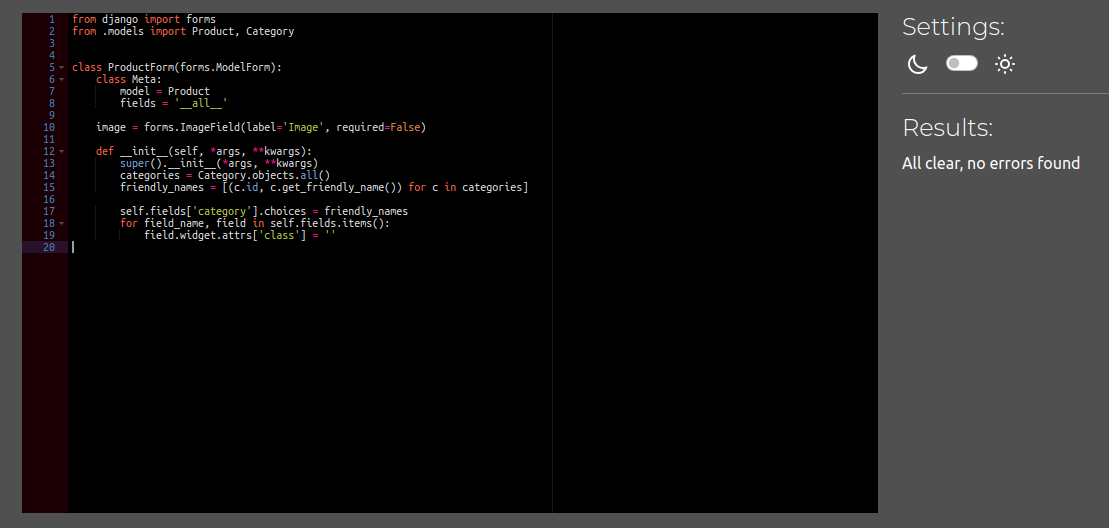 1 from django import forms
2 from .models import Product, Category
3
4
5 class ProductForm(forms.ModelForm):
6     class Meta:
7         model = Product
8         fields = '__all__'
9
10     image = forms.ImageField(label='Image', required=False)
11
12     def __init__(self, *args, **kwargs):
13         super().__init__(*args, **kwargs)
14         categories = Category.objects.all()
15         friendly_names = [(c.id, c.get_friendly_name()) for c in categories]
16
17         self.fields['category'].choices = friendly_names
18         for field_name, field in self.fields.items():
19             field.widget.attrs['class'] = ''
20
Settings:
Results:
All clear, no errors found